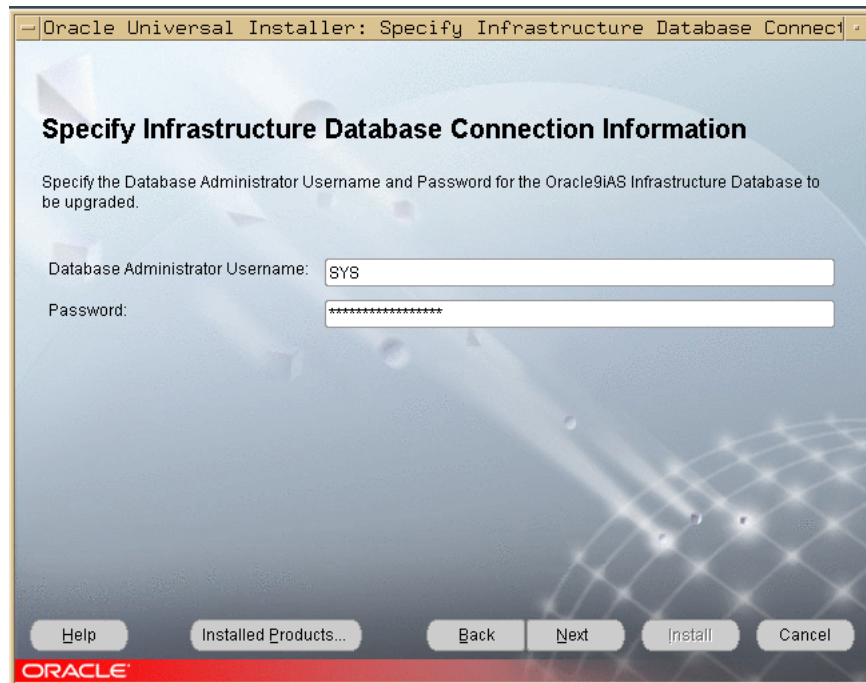 Oracle Universal Installer: Specify Infrastructure Database Connect
Specify Infrastructure Database Connection Information
Specify the Database Administrator Username and Password for the Oracle9iAS Infrastructure Database to
be upgraded.
Database Administrator Username: SYS
Password: *****************
Help Installed Products... Back Next Install Cancel
ORACLE